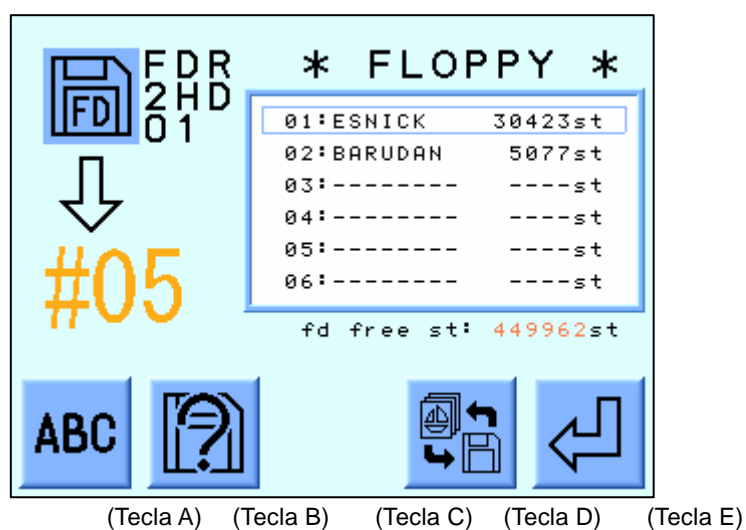 FDR
2HD
01
FD
#05
* FLOPPY *
01:ESNICK 30423st
02:BARUDAN 5077st
03:-------- ----st
04:-------- ----st
05:-------- ----st
06:-------- ----st
fd free st: 449962st
ABC
?
(Tecla A) (Tecla B) (Tecla C) (Tecla D) (Tecla E)